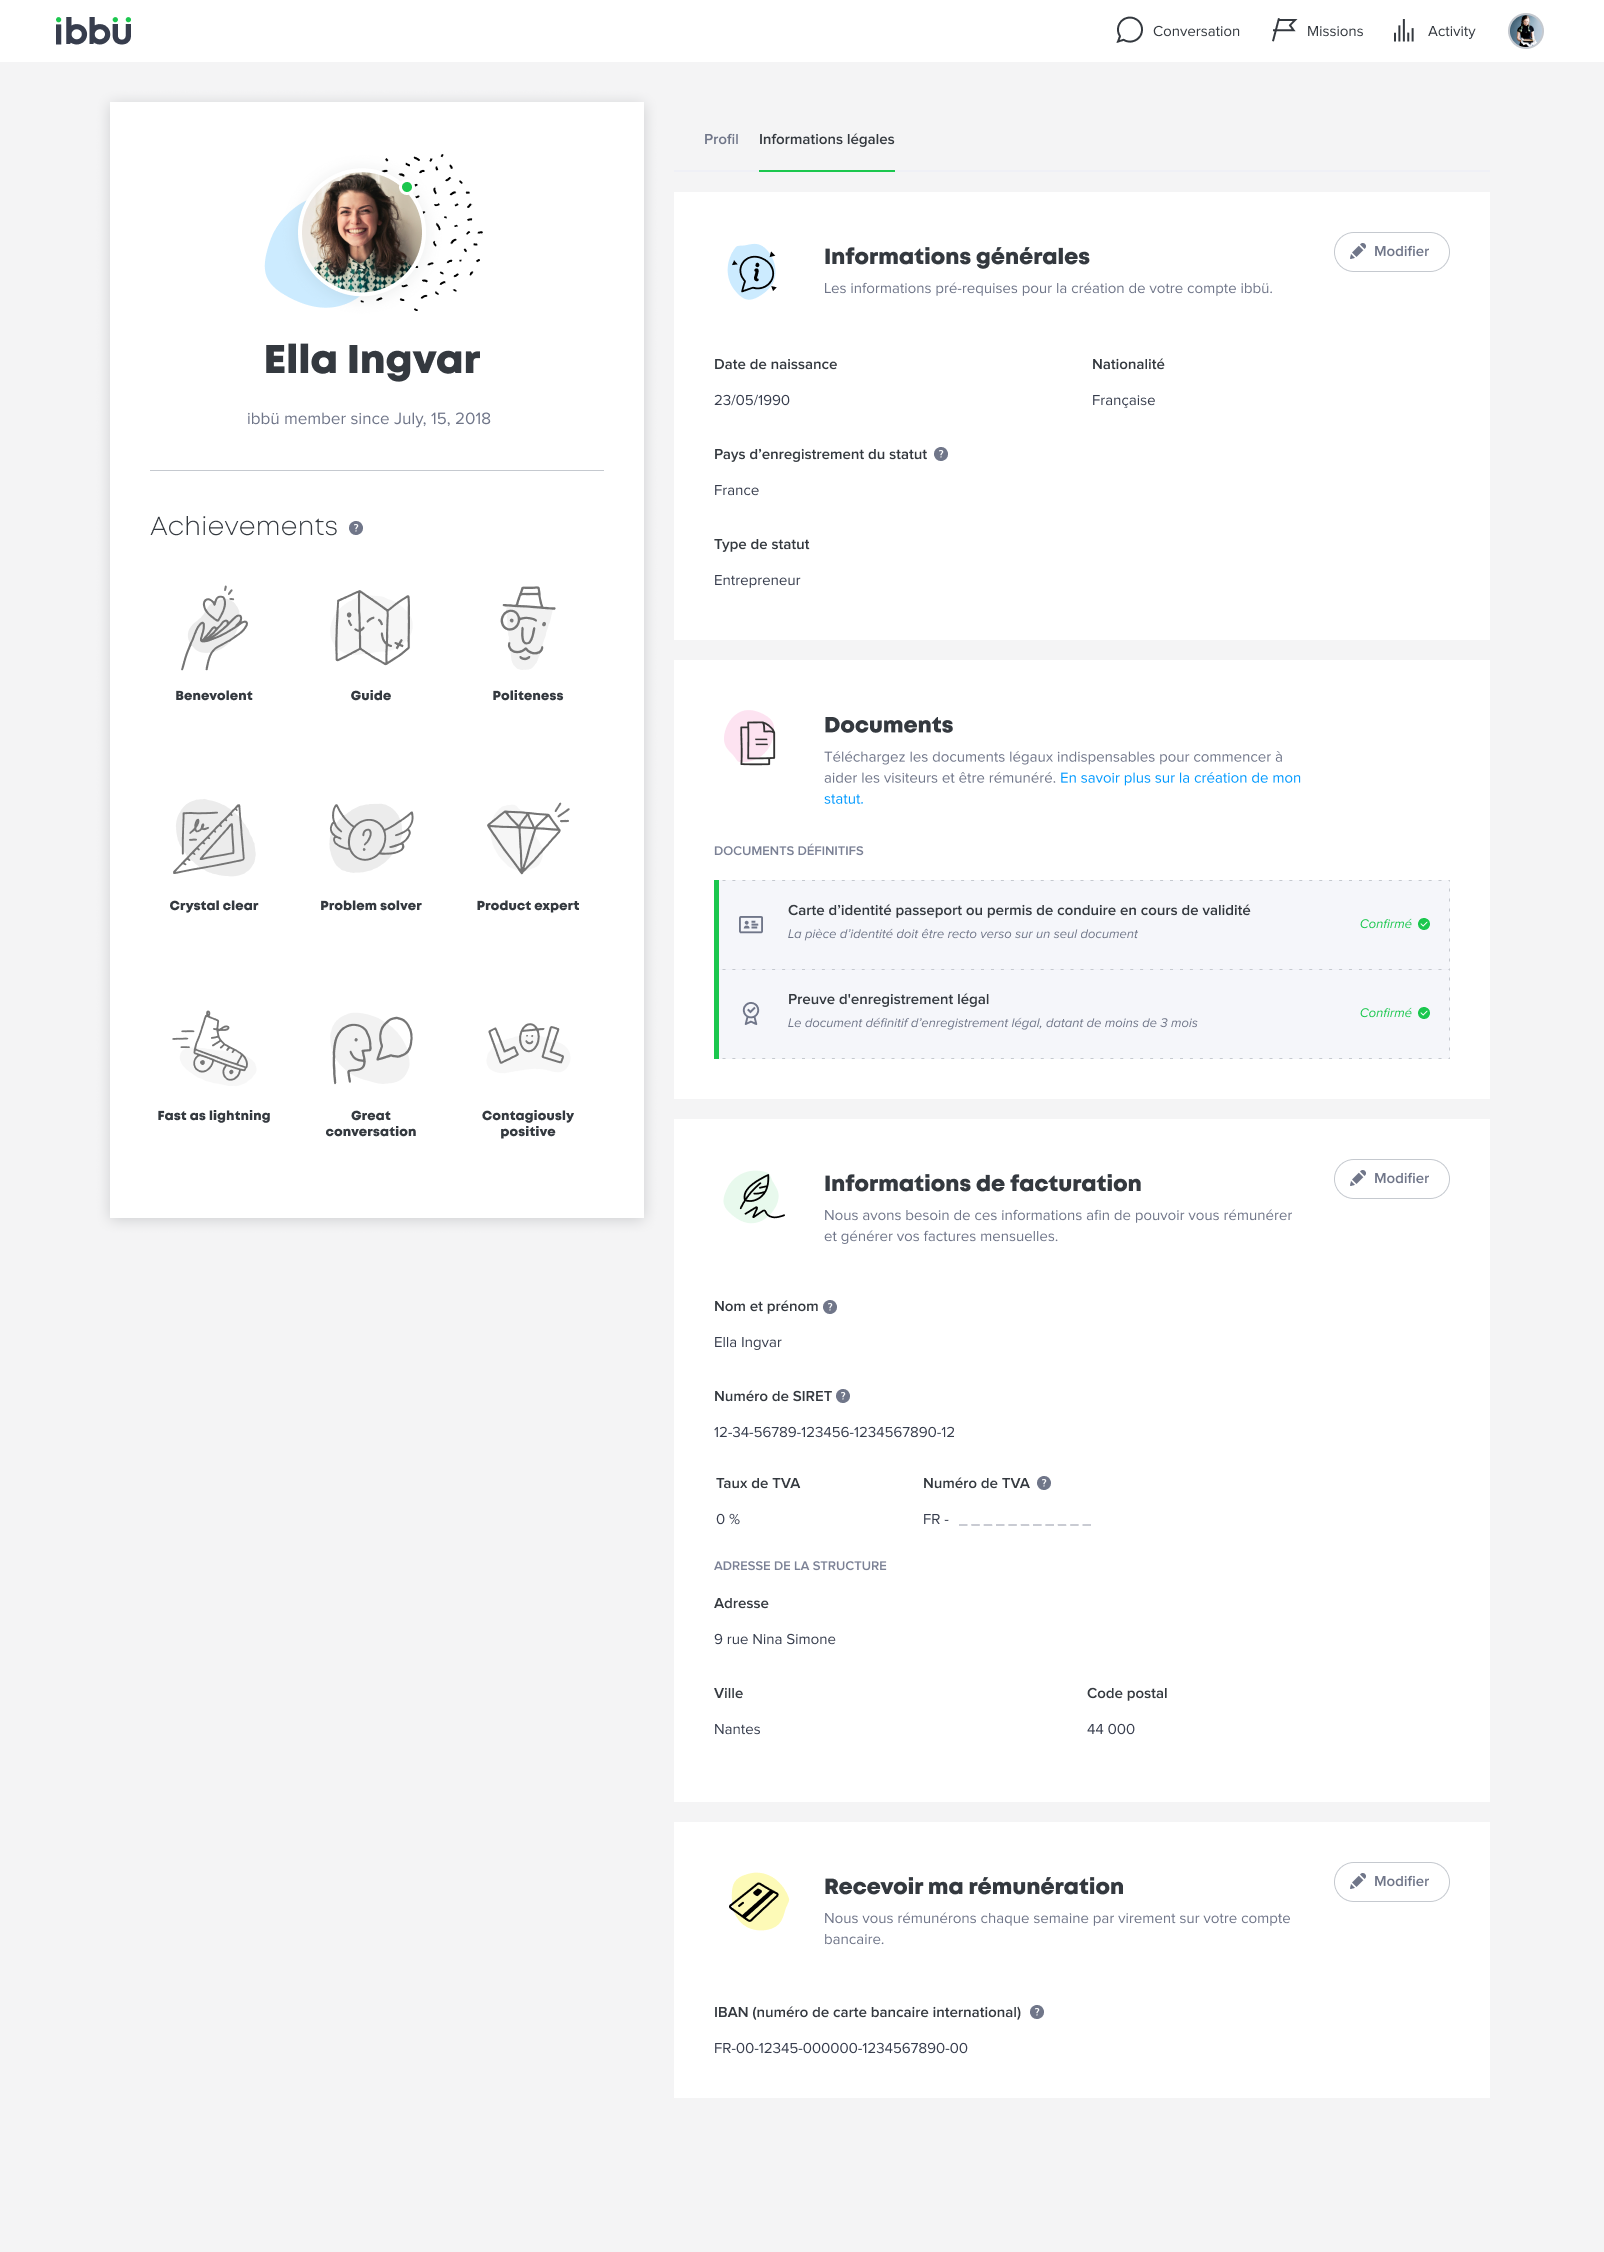 ibbü
Conversation
Missions
Activity
Ella Ingvar
ibbü member since July, 15, 2018
Achievements ?
Benevolent
Guide
Politeness
le
?
Crystal clear
Problem solver
Product expert
LOL
Fast as lightning
Great
conversation
Contagiously
positive
Profil
Informations légales
i
Informations générales
Modifier
Les informations pré-requises pour la création de votre compte ibbü.
Date de naissance
Nationalité
23/05/1990
Française
Pays d’enregistrement du statut ?
France
Type de statut
Entrepreneur
Documents
Téléchargez les documents légaux indispensables pour commencer à
aider les visiteurs et être rémunéré. En savoir plus sur la création de mon
statut.
DOCUMENTS DÉFINITIFS
Carte d’identité passeport ou permis de conduire en cours de validité
La pièce d’identité doit être recto verso sur un seul document
Confirmé
Preuve d'enregistrement légal
Le document définitif d’enregistrement légal, datant de moins de 3 mois
Confirmé
Informations de facturation
Modifier
Nous avons besoin de ces informations afin de pouvoir vous rémunérer
et générer vos factures mensuelles.
Nom et prénom ?
Ella Ingvar
Numéro de SIRET ?
12-34-56789-123456-1234567890-12
Taux de TVA
Numéro de TVA ?
0 %
FR - _ _ _ _ _ _ _ _ _ _ _
ADRESSE DE LA STRUCTURE
Adresse
9 rue Nina Simone
Ville
Code postal
Nantes
44 000
Recevoir ma rémunération
Modifier
Nous vous rémunérons chaque semaine par virement sur votre compte
bancaire.
IBAN (numéro de carte bancaire international) ?
FR-00-12345-000000-1234567890-00